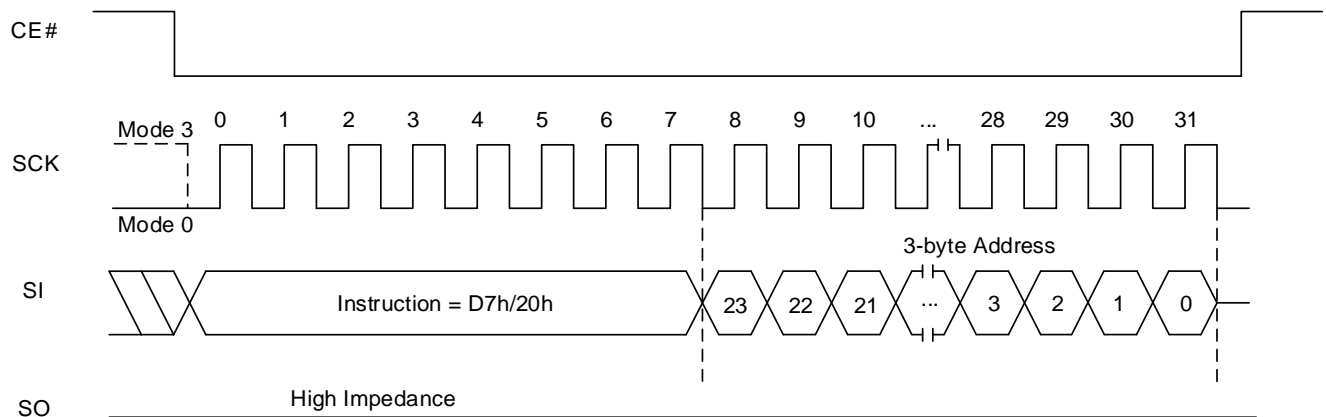 CE#
0 1 2 3 4 5 6 7 8 9 10 ... 28 29 30 31
Mode 3
SCK
Mode 0
3-byte Address
SI
Instruction = D7h/20h 23 22 21 ... 3 2 1 0
High Impedance
SO